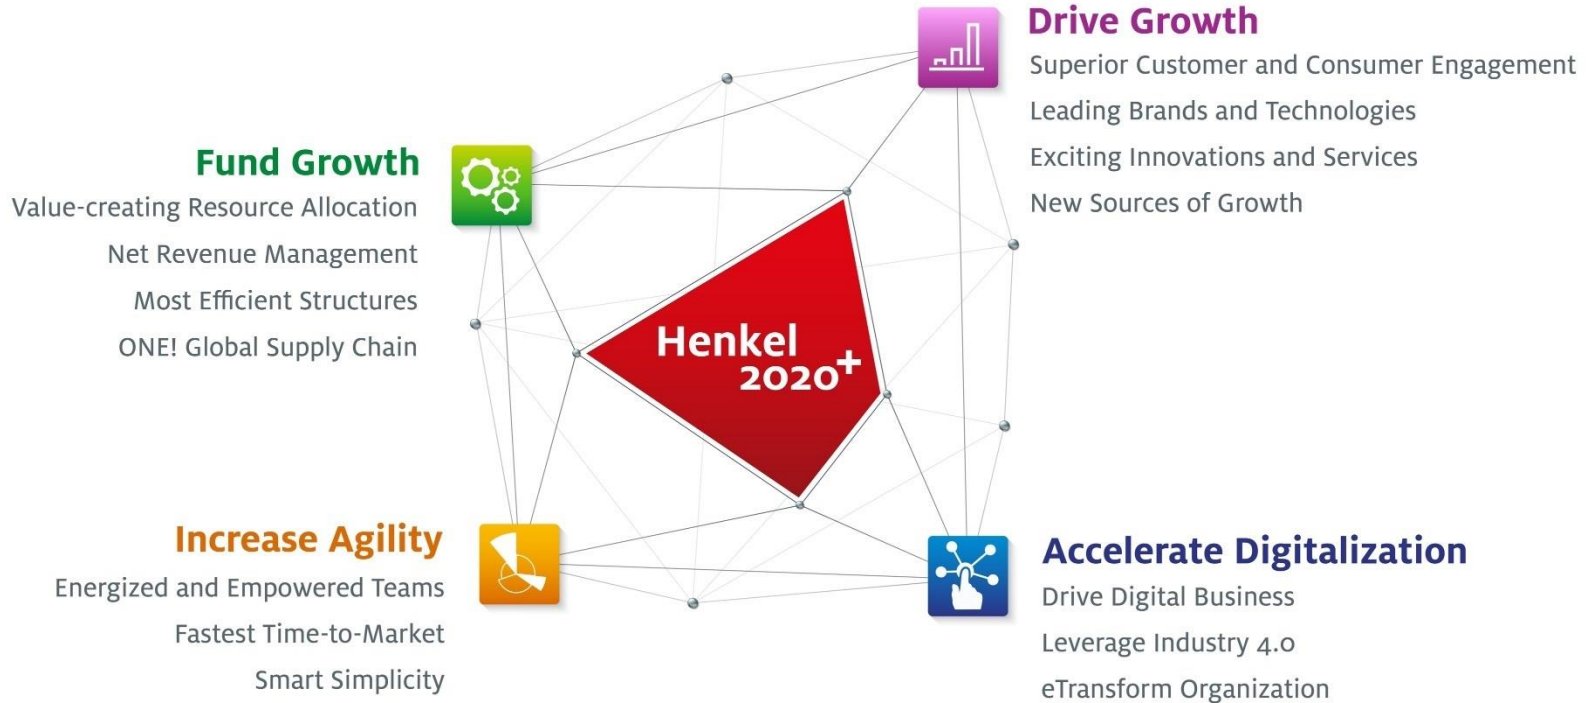 Drive Growth
Superior Customer and Consumer Engagement
Leading Brands and Technologies
Exciting Innovations and Services
New Sources of Growth
Fund Growth
Value-creating Resource Allocation
Net Revenue Management
Most Efficient Structures
ONE! Global Supply Chain
Henkel
2020+
Increase Agility
Energized and Empowered Teams
Fastest Time-to-Market
Smart Simplicity
Accelerate Digitalization
Drive Digital Business
Leverage Industry 4.0
eTransform Organization